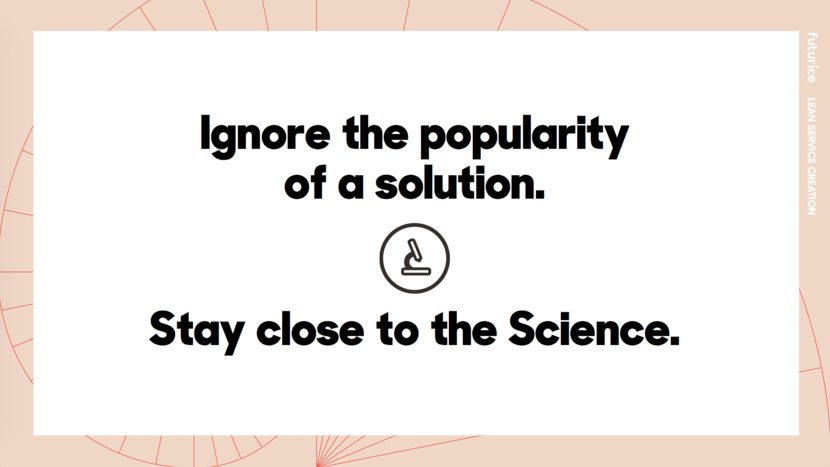 Ignore the popularity
of a solution.
Stay close to the Science.
futurice
LEAN SERVICE CREATION